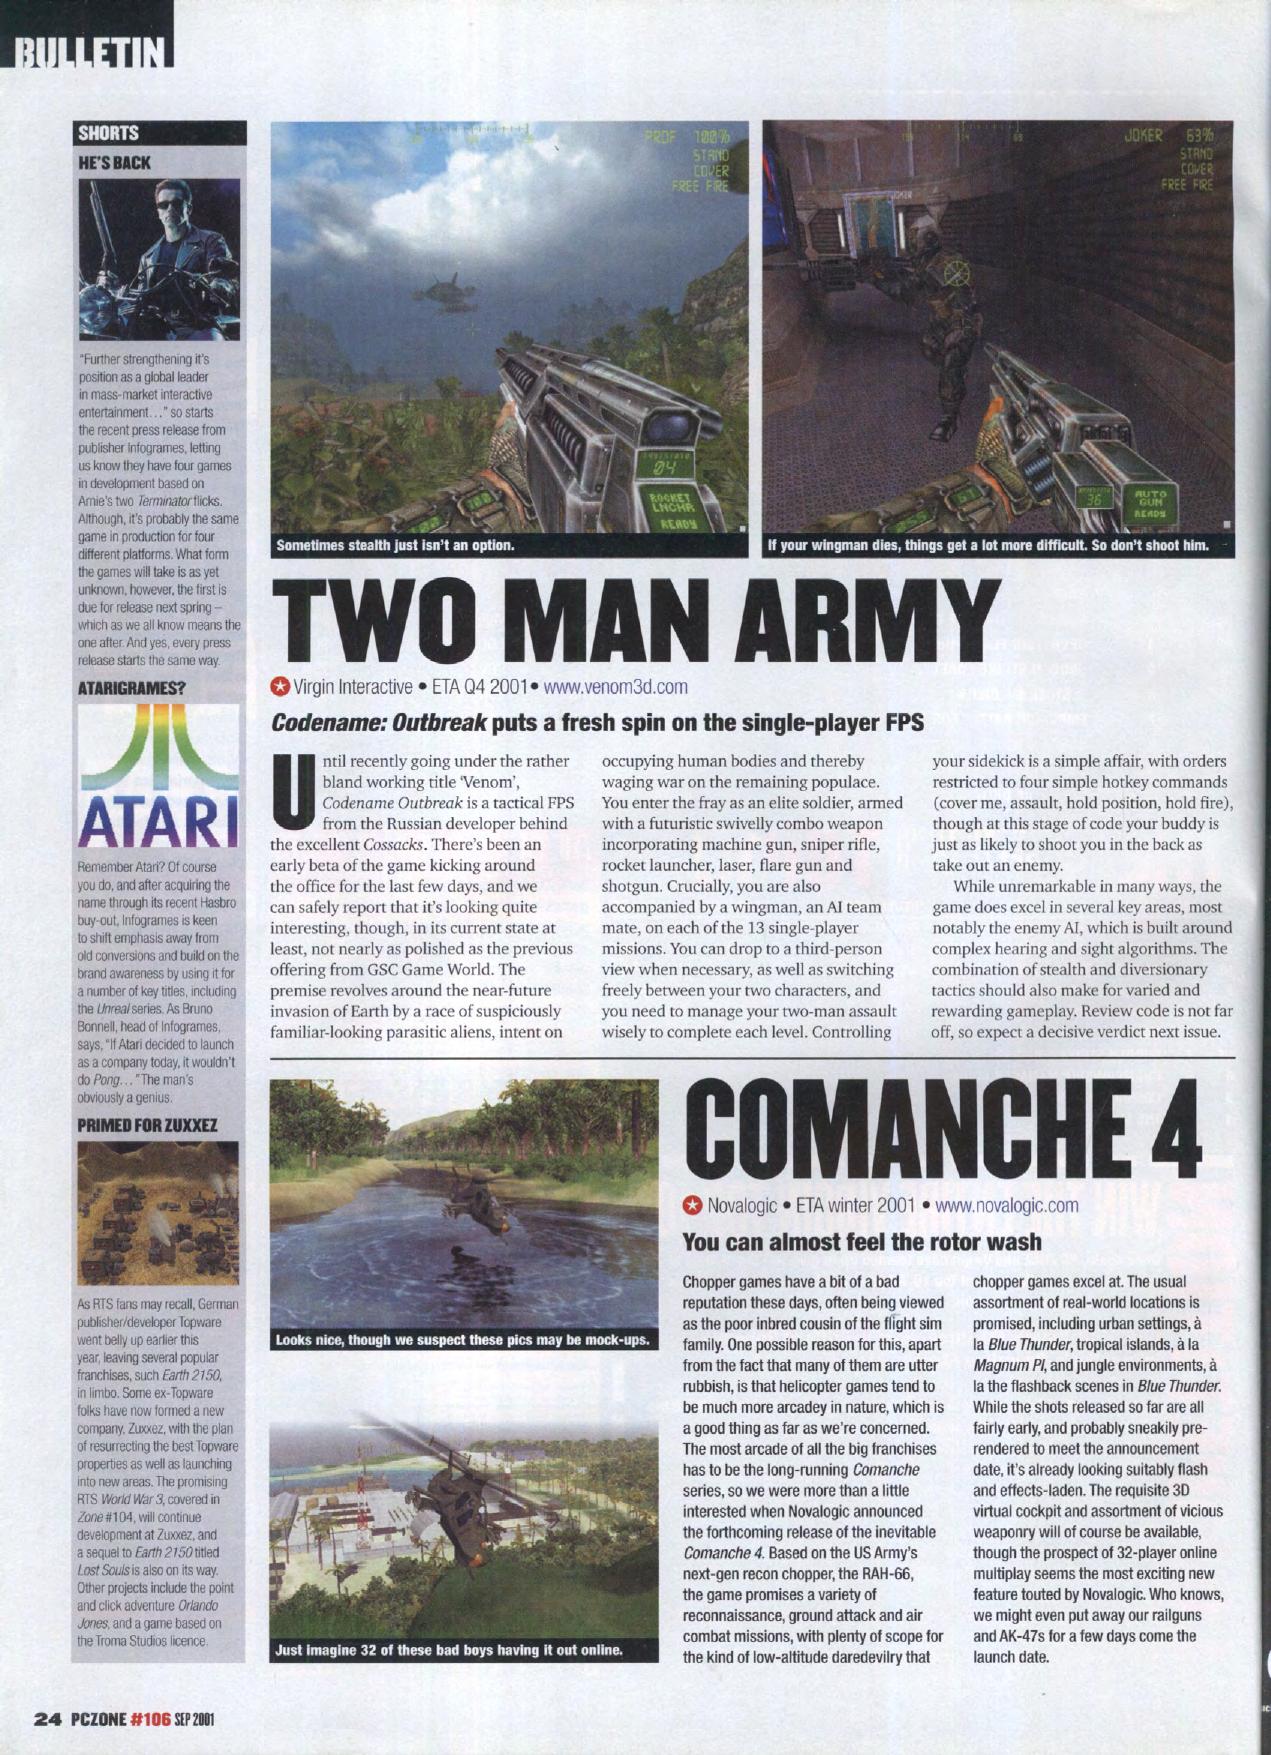 BULLETIN
SHORTS
HE'S BACK
"Further strengthening it's
position as a global leader
in mass-market interactive
entertainment..." so starts
the recent press release from
publisher Infogrames, letting
us know they have four games
in development based on
Arnie's two Terminator flicks.
Although, it's probably the same
game in production for four
different platforms. What form
the games will take is as yet
unknown, however, the first is
due for release next spring –
which as we all know means the
one after. And yes, every press
release starts the same way.
ATARIGRAMES?
ATARI
Remember Atari? Of course
you do, and after acquiring the
name through its recent Hasbro
buy-out, Infogrames is keen
to shift emphasis away from
old conversions and build on the
brand awareness by using it for
a number of key titles, including
the Unreal series. As Bruno
Bonnell, head of Infogrames,
says, "If Atari decided to launch
as a company today, it wouldn't
do Pong..." The man's
obviously a genius.
PRIMED FOR ZUXXEZ
As RTS fans may recall, German
publisher/developer Topware
went belly up earlier this
year, leaving several popular
franchises, such Earth 2150,
in limbo. Some ex-Topware
folks have now formed a new
company, Zuxxez, with the plan
of resurrecting the best Topware
properties as well as launching
into new areas. The promising
RTS World War 3, covered in
Zone #104, will continue
development at Zuxxez, and
a sequel to Earth 2150 titled
Lost Souls is also on its way.
Other projects include the point
and click adventure Orlando
Jones, and a game based on
the Troma Studios licence.
PROF 100%
STAND
COVER
FREE FIRE
04
ROCKET
LNCHR
READY
Sometimes stealth just isn't an option.
JOKER 63%
STAND
COVER
FREE FIRE
JOKER
36
AUTO
GUN
READY
If your wingman dies, things get a lot more difficult. So don't shoot him.
TWO MAN ARMY
Virgin Interactive • ETA Q4 2001 • www.venom3d.com
Codename: Outbreak puts a fresh spin on the single-player FPS
Until recently going under the rather
bland working title 'Venom',
Codename Outbreak is a tactical FPS
from the Russian developer behind
the excellent Cossacks. There's been an
early beta of the game kicking around
the office for the last few days, and we
can safely report that it's looking quite
interesting, though, in its current state at
least, not nearly as polished as the previous
offering from GSC Game World. The
premise revolves around the near-future
invasion of Earth by a race of suspiciously
familiar-looking parasitic aliens, intent on
occupying human bodies and thereby
waging war on the remaining populace.
You enter the fray as an elite soldier, armed
with a futuristic swivelly combo weapon
incorporating machine gun, sniper rifle,
rocket launcher, laser, flare gun and
shotgun. Crucially, you are also
accompanied by a wingman, an AI team
mate, on each of the 13 single-player
missions. You can drop to a third-person
view when necessary, as well as switching
freely between your two characters, and
you need to manage your two-man assault
wisely to complete each level. Controlling
your sidekick is a simple affair, with orders
restricted to four simple hotkey commands
(cover me, assault, hold position, hold fire),
though at this stage of code your buddy is
just as likely to shoot you in the back as
take out an enemy.
While unremarkable in many ways, the
game does excel in several key areas, most
notably the enemy AI, which is built around
complex hearing and sight algorithms. The
combination of stealth and diversionary
tactics should also make for varied and
rewarding gameplay. Review code is not far
off, so expect a decisive verdict next issue.
Looks nice, though we suspect these pics may be mock-ups.
Just imagine 32 of these bad boys having it out online.
COMANCHE 4
Novalogic • ETA winter 2001 • www.novalogic.com
You can almost feel the rotor wash
Chopper games have a bit of a bad
reputation these days, often being viewed
as the poor inbred cousin of the flight sim
family. One possible reason for this, apart
from the fact that many of them are utter
rubbish, is that helicopter games tend to
be much more arcadey in nature, which is
a good thing as far as we're concerned.
The most arcade of all the big franchises
has to be the long-running Comanche
series, so we were more than a little
interested when Novalogic announced
the forthcoming release of the inevitable
Comanche 4. Based on the US Army's
next-gen recon chopper, the RAH-66,
the game promises a variety of
reconnaissance, ground attack and air
combat missions, with plenty of scope for
the kind of low-altitude daredevilry that
chopper games excel at. The usual
assortment of real-world locations is
promised, including urban settings, à
la Blue Thunder, tropical islands, à la
Magnum PI, and jungle environments, à
la the flashback scenes in Blue Thunder.
While the shots released so far are all
fairly early, and probably sneakily pre-
rendered to meet the announcement
date, it's already looking suitably flash
and effects-laden. The requisite 3D
virtual cockpit and assortment of vicious
weaponry will of course be available,
though the prospect of 32-player online
multiplay seems the most exciting new
feature touted by Novalogic. Who knows,
we might even put away our railguns
and AK-47s for a few days come the
launch date.
24 PCZONE #106 SEP 2001